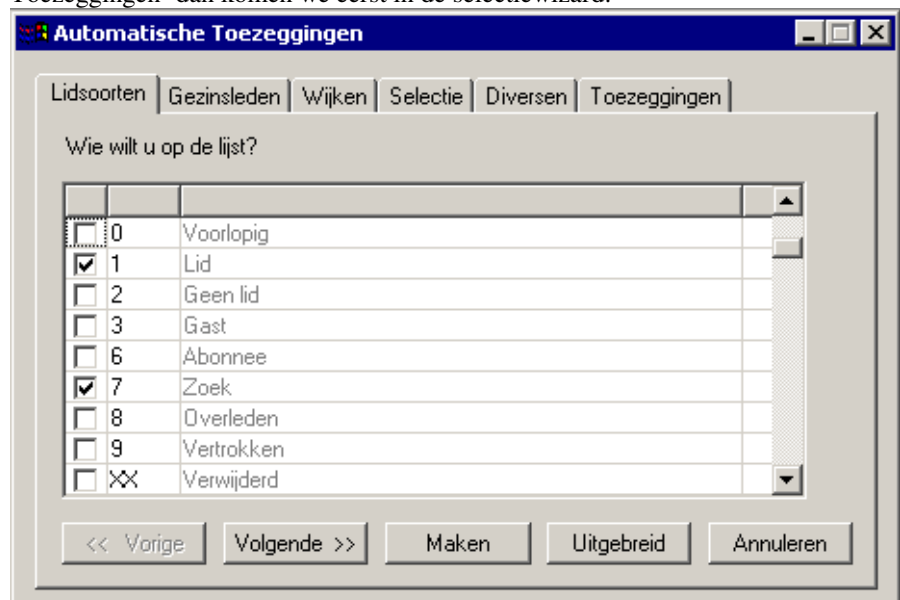 Toezeggingen" dan komen we eerst in de selectiewizard.
Automatische Toezeggingen
Lidsoorten Gezinsleden Wijken Selectie Diversen Toezeggingen
Wie wilt u op de lijst?
0 Voorlopig
1 Lid
2 Geen lid
3 Gast
6 Abonnee
7 Zoek
8 Overleden
9 Vertrokken
XX Verwijderd
<< Vorige Volgende >> Maken Uitgebreid Annuleren